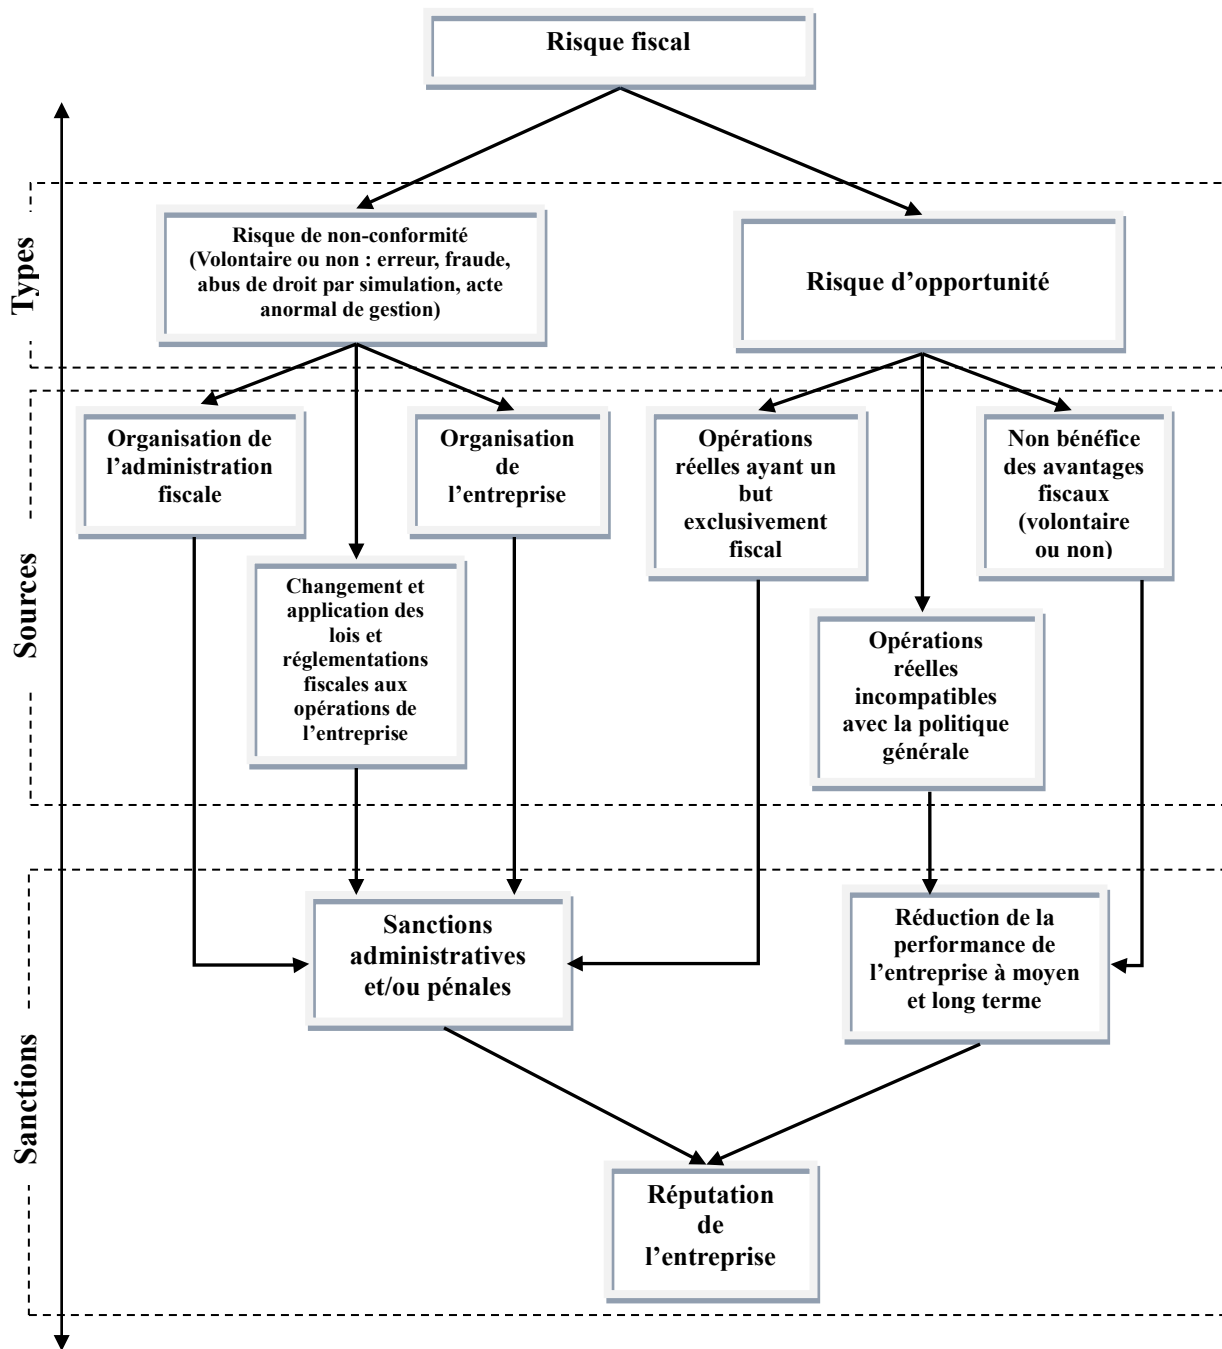 Risque fiscal
Types
Risque de non-conformité
(Volontaire ou non : erreur, fraude,
abus de droit par simulation, acte
anormal de gestion)
Risque d’opportunité
Sources
Organisation de
l’administration
fiscale
Organisation
de
l’entreprise
Opérations
réelles ayant un
but
exclusivement
fiscal
Non bénéfice
des avantages
fiscaux
(volontaire
ou non)
Changement et
application des
lois et
réglementations
fiscales aux
opérations de
l’entreprise
Opérations
réelles
incompatibles
avec la politique
générale
Sanctions
Sanctions
administratives
et/ou pénales
Réduction de la
performance de
l’entreprise à moyen
et long terme
Réputation
de
l’entreprise